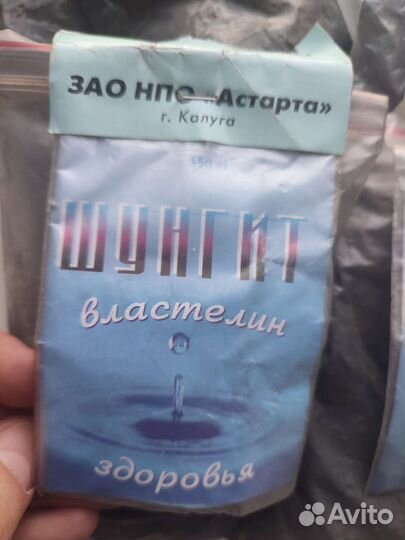 ЗАО НПО «Астарта»
г. Калуга
ШУНГИТ
властелин
здоровья
Avito